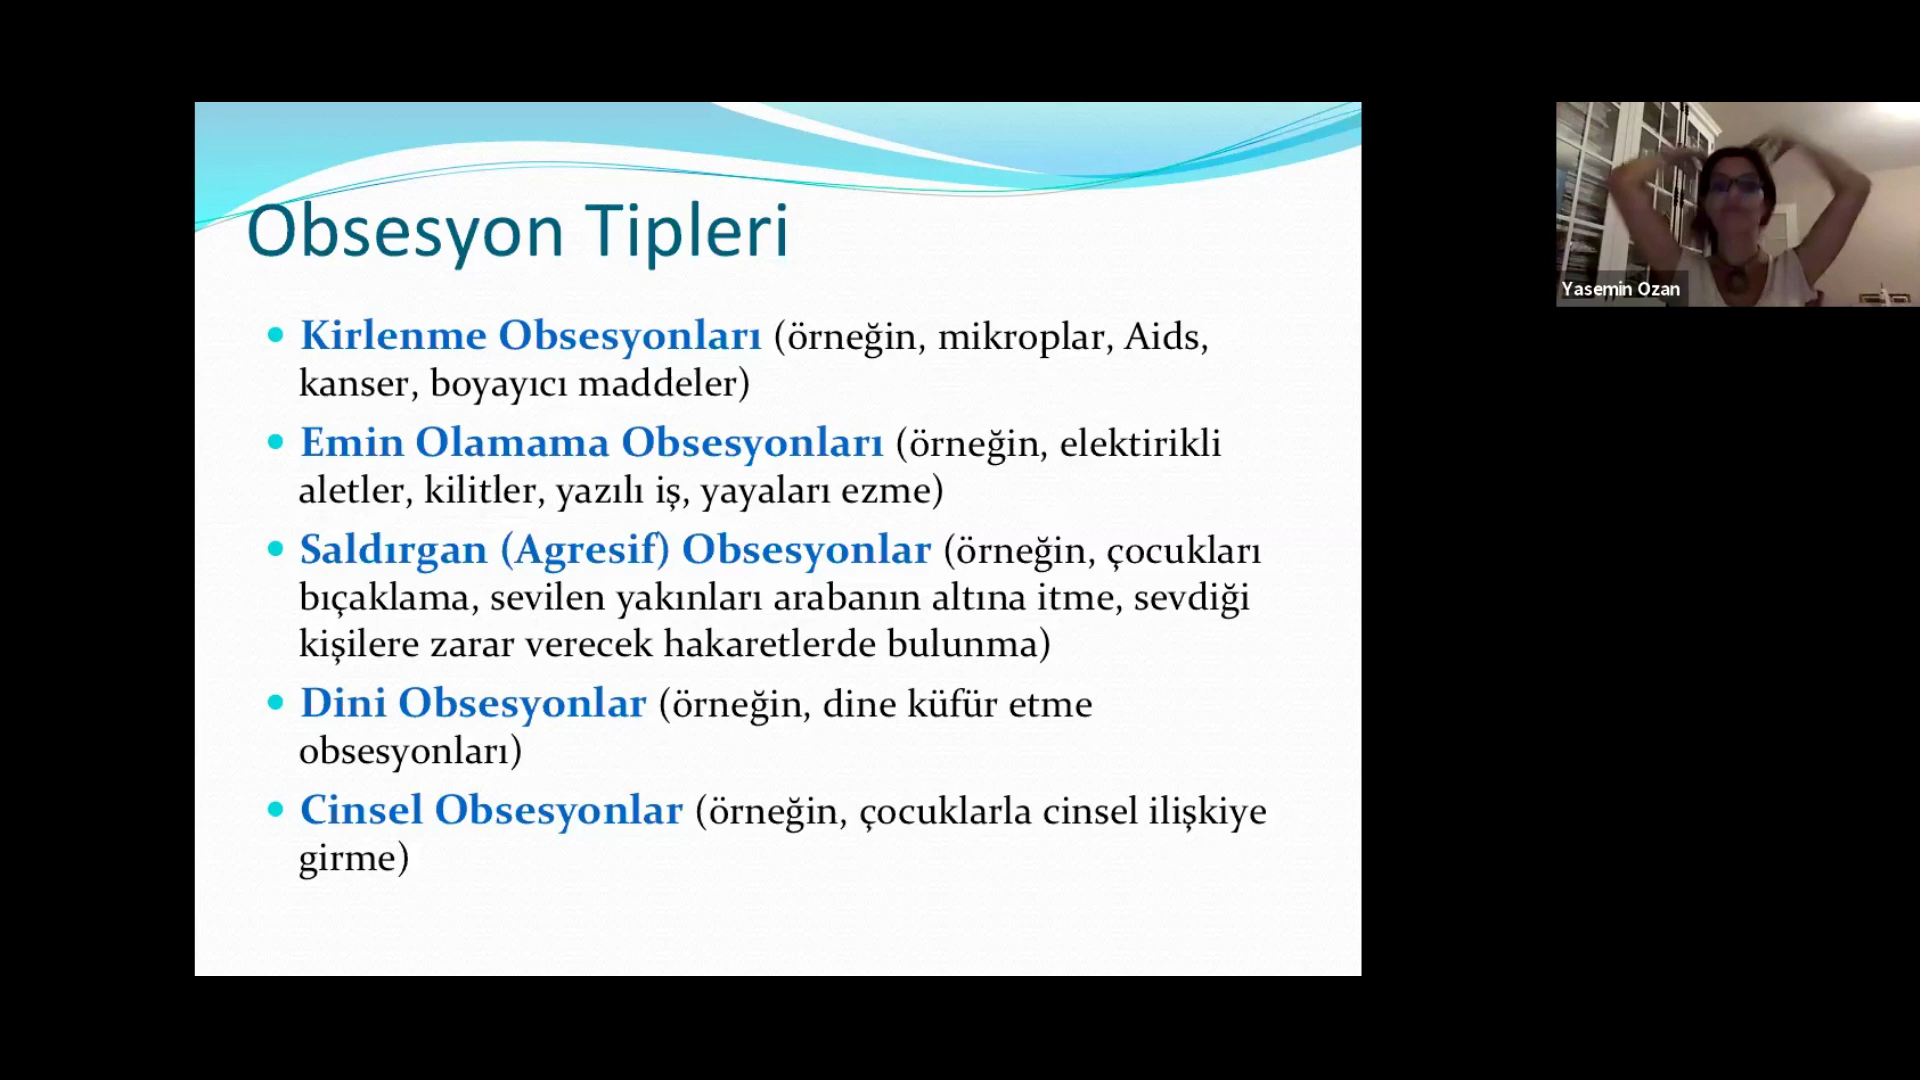 Obsesyon Tipleri
Kirlenme Obsesyonları (örneğin, mikroplar, Aids,
kanser, boyayıcı maddeler)
Emin Olamama Obsesyonları (örneğin, elektirikli
aletler, kilitler, yazılı iş, yayaları ezme)
Saldırgan (Agresif) Obsesyonlar (örneğin, çocukları
bıçaklama, sevilen yakınları arabanın altına itme, sevdiği
kişilere zarar verecek hakaretlerde bulunma)
Dini Obsesyonlar (örneğin, dine küfür etme
obsesyonları)
Cinsel Obsesyonlar (örneğin, çocuklarla cinsel ilişkiye
girme)
Yasemin Ozan